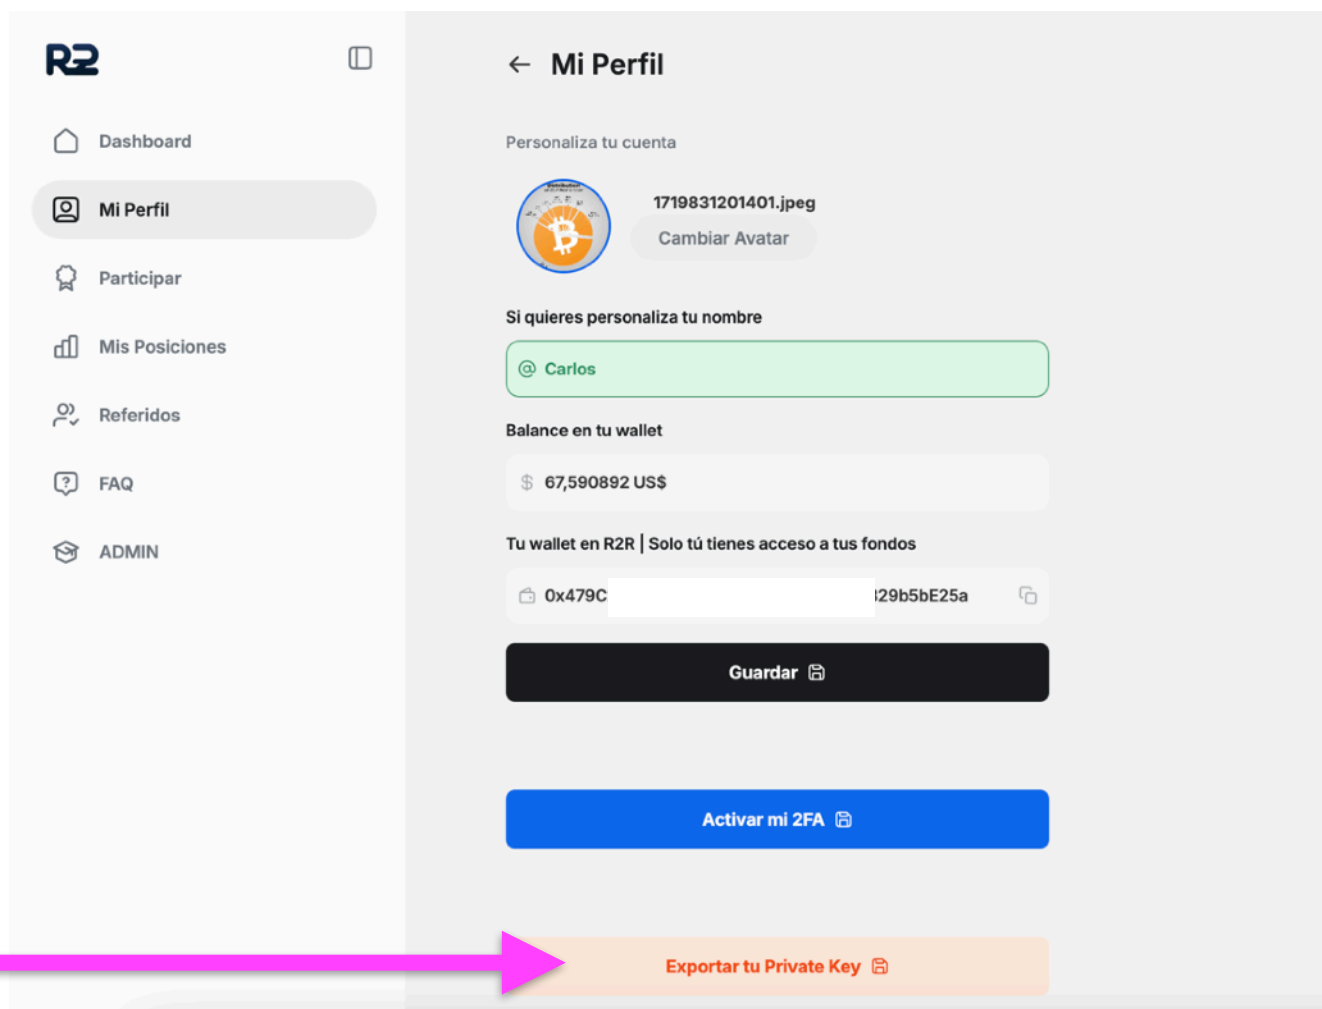 R2
Dashboard
Mi Perfil
Participar
Mis Posiciones
Referidos
FAQ
ADMIN
← Mi Perfil
Personaliza tu cuenta
1719831201401.jpeg
Cambiar Avatar
Si quieres personaliza tu nombre
@ Carlos
Balance en tu wallet
$ 67,590892 US$
Tu wallet en R2R | Solo tú tienes acceso a tus fondos
0x479C 29b5bE25a
Guardar
Activar mi 2FA
Exportar tu Private Key